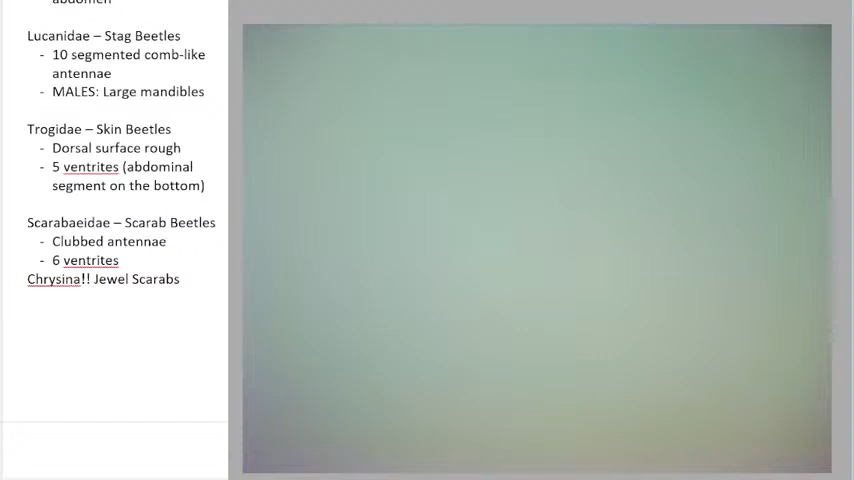 Lucanidae – Stag Beetles
- 10 segmented comb-like
antennae
- MALES: Large mandibles
Trogidae – Skin Beetles
- Dorsal surface rough
- 5 ventrites (abdominal
segment on the bottom)
Scarabaeidae – Scarab Beetles
- Clubbed antennae
- 6 ventrites
Chrysina!! Jewel Scarabs